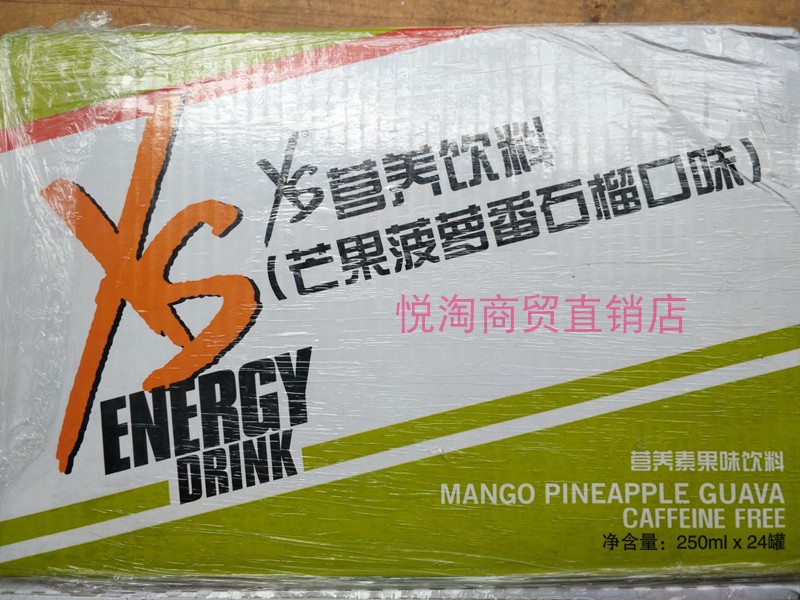 XS
XS营养饮料
(芒果菠萝番石榴口味)
悦淘商贸直销店
ENERGY
DRINK
营养素果味饮料
MANGO PINEAPPLE GUAVA
CAFFEINE FREE
净含量：250ml x 24罐